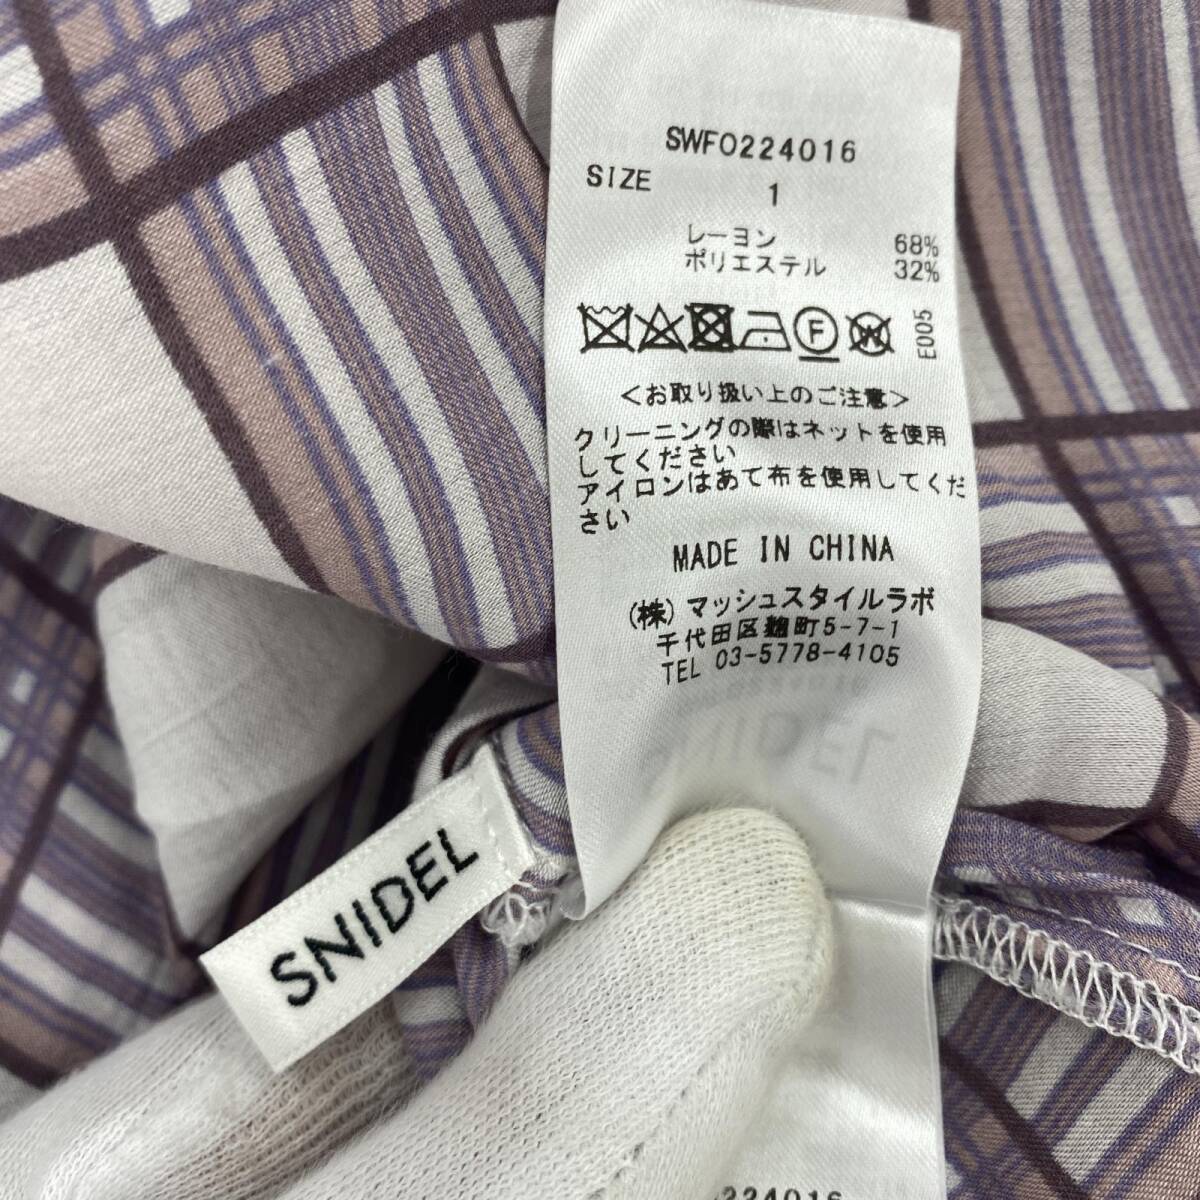 SWFO224016
SIZE 1
レーヨン 68%
ポリエステル 32%
F W E005
<お取り扱い上のご注意>
クリーニングの際はネットを使用
してください
アイロンはあて布を使用してくだ
さい
MADE IN CHINA
(株)マッシュスタイルラボ
千代田区麹町5-7-1
TEL 03-5778-4105
SNIDEL
224016